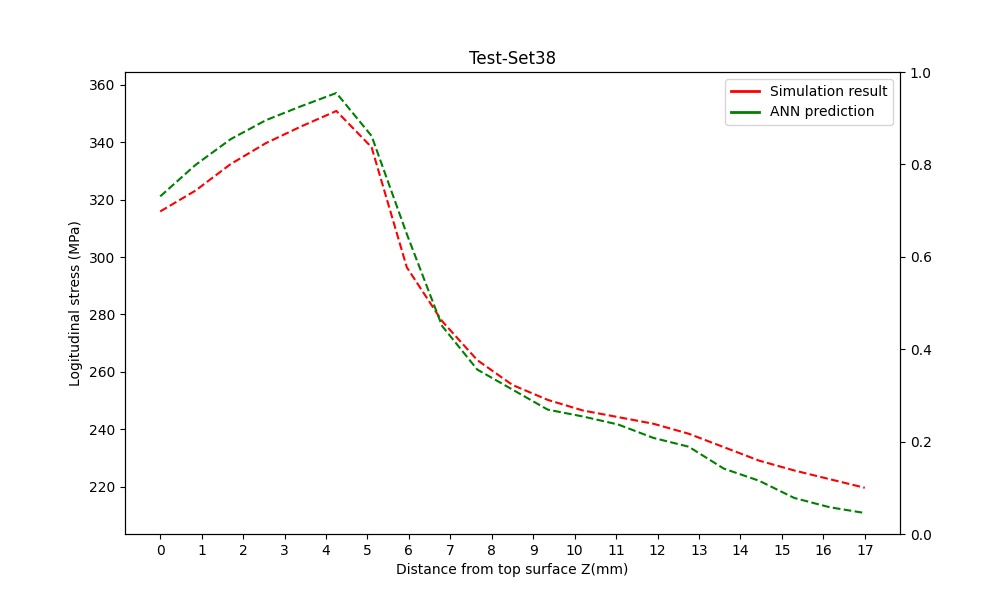 Test-Set38
Simulation result
ANN prediction
360
340
320
300
280
260
240
220
1.0
0.8
0.6
0.4
0.2
0.0
Logitudinal stress (MPa)
0 1 2 3 4 5 6 7 8 9 10 11 12 13 14 15 16 17
Distance from top surface Z(mm)